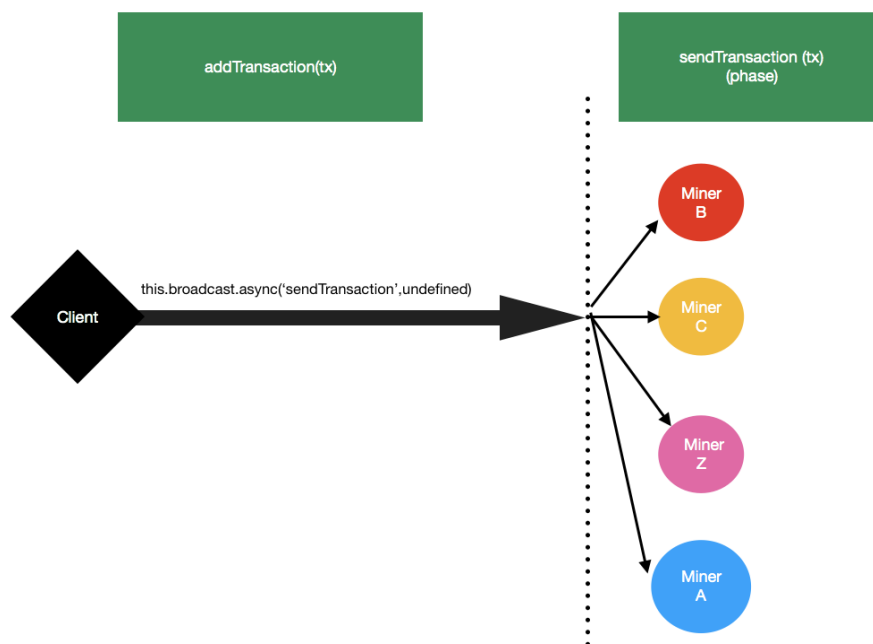 addTransaction(tx)
sendTransaction (tx)
(phase)
Miner
B
this.broadcast.async(‘sendTransaction’,undefined)
Client
Miner
C
Miner
Z
Miner
A